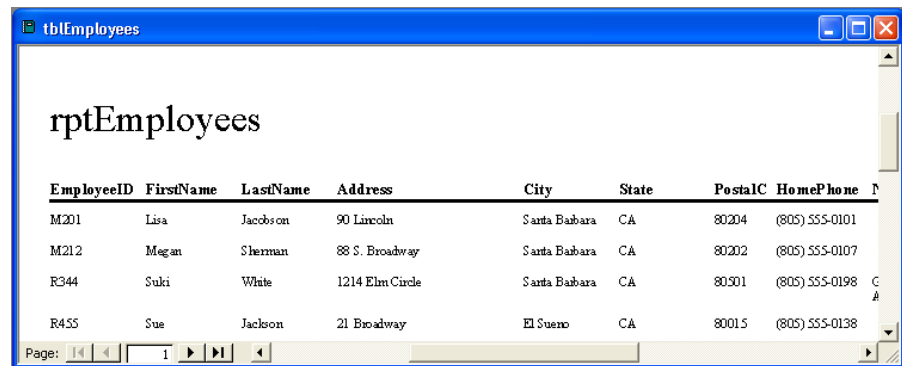 tblEmployees
rptEmployees
EmployeeID FirstName LastName Address City State PostalC HomePhone
M201 Lisa Jacobson 90 Lincoln Santa Barbara CA 80204 (805) 555-0101
M212 Megan Sherman 88 S. Broadway Santa Barbara CA 80202 (805) 555-0107
R344 Suki White 1214 Elm Circle Santa Barbara CA 80501 (805) 555-0198
R455 Sue Jackson 21 Broadway El Sueno CA 80015 (805) 555-0138
Page: 1